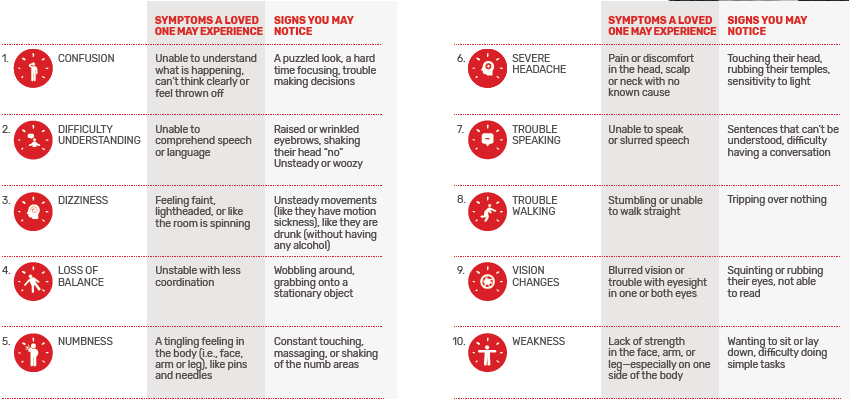 SYMPTOMS A LOVED
ONE MAY EXPERIENCE
SIGNS YOU MAY
NOTICE
1.
CONFUSION
Unable to understand
what is happening,
can't think clearly or
feel thrown off
A puzzled look, a hard
time focusing, trouble
making decisions
2.
DIFFICULTY
UNDERSTANDING
Unable to
comprehend speech
or language
Raised or wrinkled
eyebrows, shaking
their head “no”
Unsteady or woozy
3.
DIZZINESS
Feeling faint,
lightheaded, or like
the room is spinning
Unsteady movements
(like they have motion
sickness), like they are
drunk (without having
any alcohol)
4.
LOSS OF
BALANCE
Unstable with less
coordination
Wobbling around,
grabbing onto a
stationary object
5.
NUMBNESS
A tingling feeling in
the body (i.e., face,
arm or leg), like pins
and needles
Constant touching,
massaging, or shaking
of the numb areas
SYMPTOMS A LOVED
ONE MAY EXPERIENCE
SIGNS YOU MAY
NOTICE
6.
SEVERE
HEADACHE
Pain or discomfort
in the head, scalp
or neck with no
known cause
Touching their head,
rubbing their temples,
sensitivity to light
7.
TROUBLE
SPEAKING
Unable to speak
or slurred speech
Sentences that can't be
understood, difficulty
having a conversation
8.
TROUBLE
WALKING
Stumbling or unable
to walk straight
Tripping over nothing
9.
VISION
CHANGES
Blurred vision or
trouble with eyesight
in one or both eyes
Squinting or rubbing
their eyes, not able
to read
10.
WEAKNESS
Lack of strength
in the face, arm, or
leg—especially on one
side of the body
Wanting to sit or lay
down, difficulty doing
simple tasks